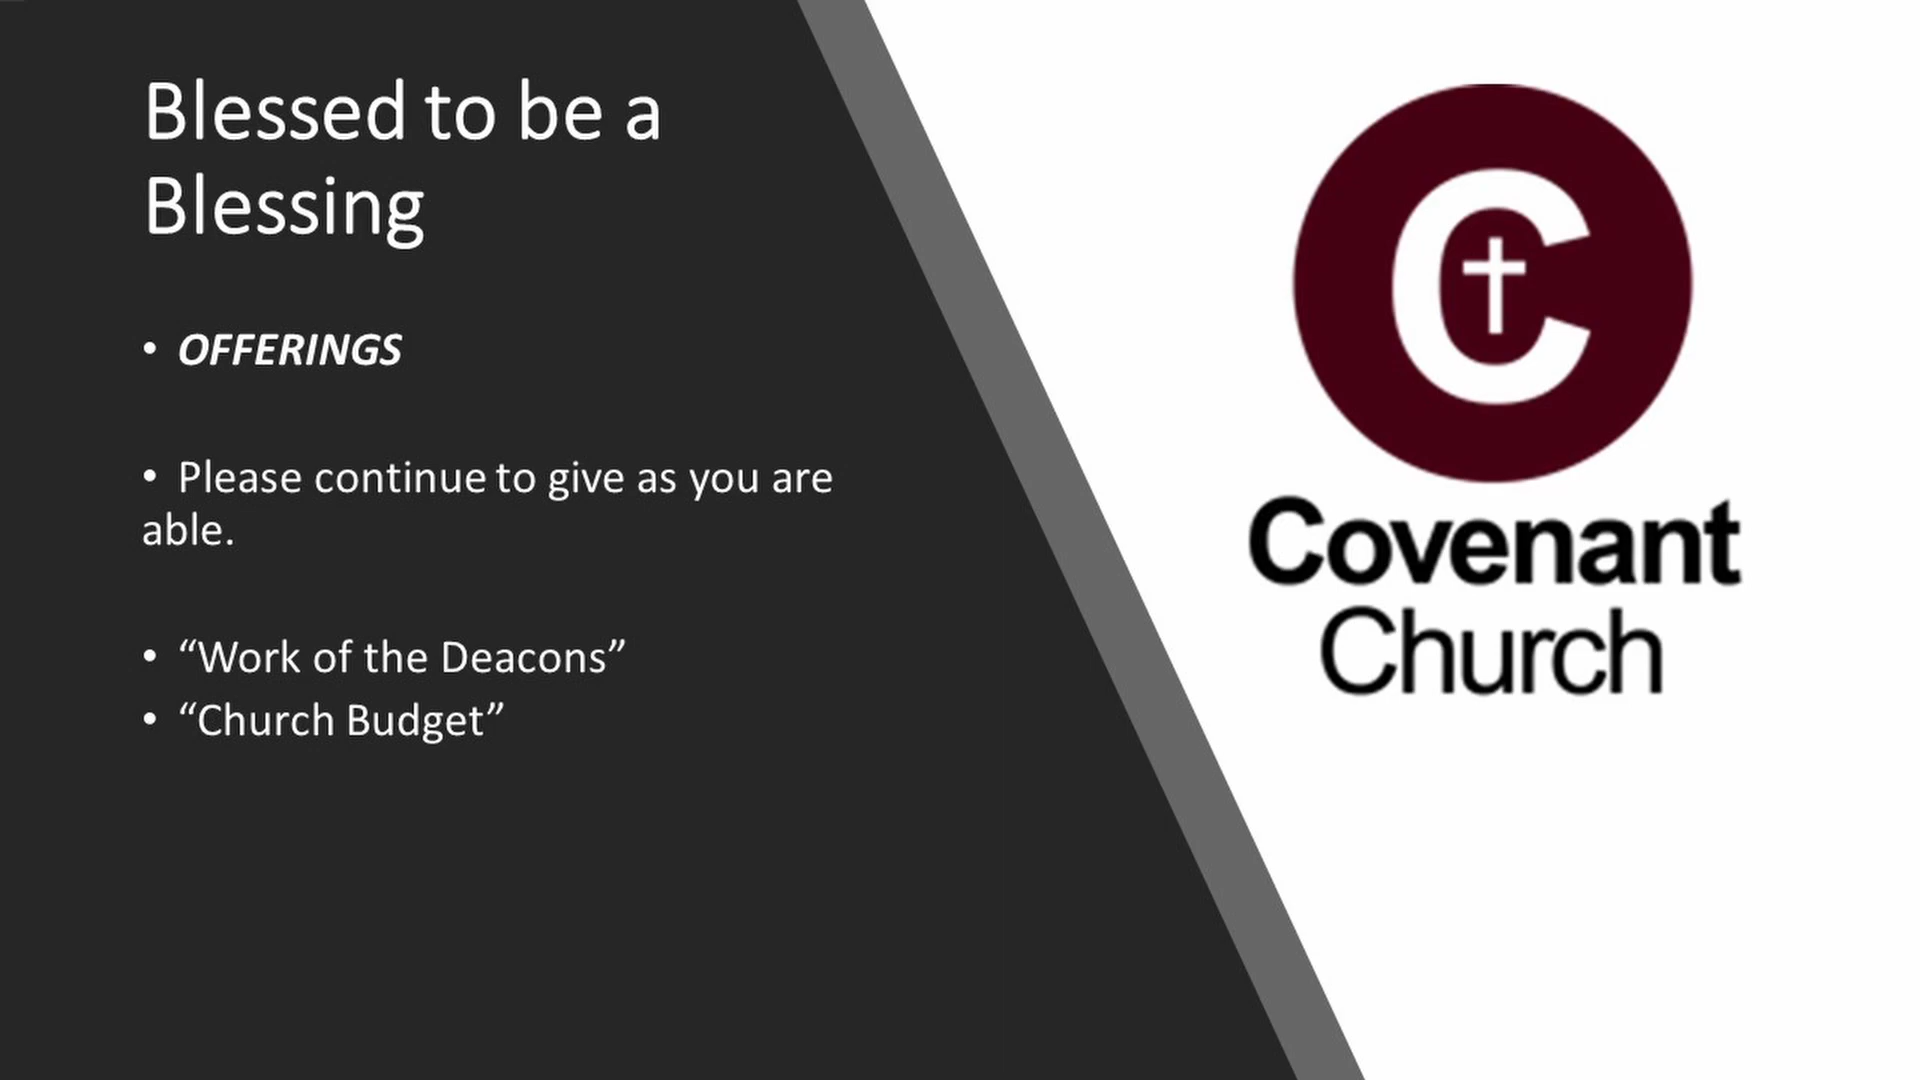 Blessed to be a
Blessing
• OFFERINGS
• Please continue to give as you are
able.
• “Work of the Deacons”
• “Church Budget”
C
Covenant
Church